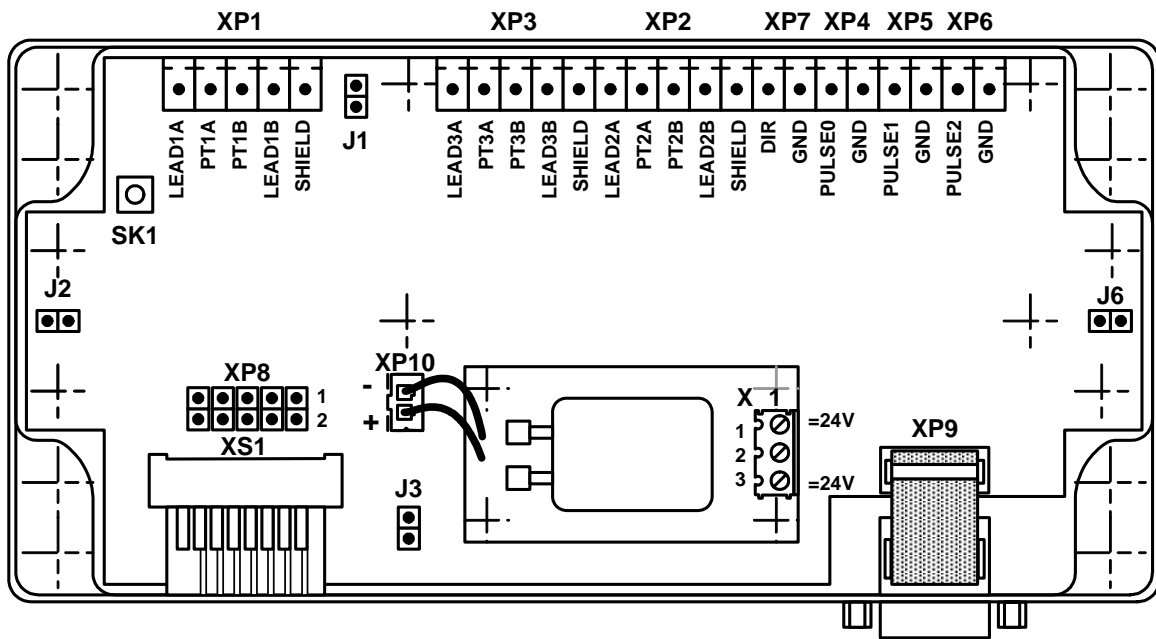 XP1 XP3 XP2 XP7 XP4 XP5 XP6
LEAD1A
PT1A
PT1B
LEAD1B
SHIELD
J1
LEAD3A
PT3A
PT3B
LEAD3B
SHIELD
LEAD2A
PT2A
PT2B
LEAD2B
SHIELD
DIR
GND
PULSE0
GND
PULSE1
GND
PULSE2
GND
SK1
J2
J6
XP10
-
+
XP8
1
2
XS1
J3
X 1
1 =24V
2
3 =24V
XP9